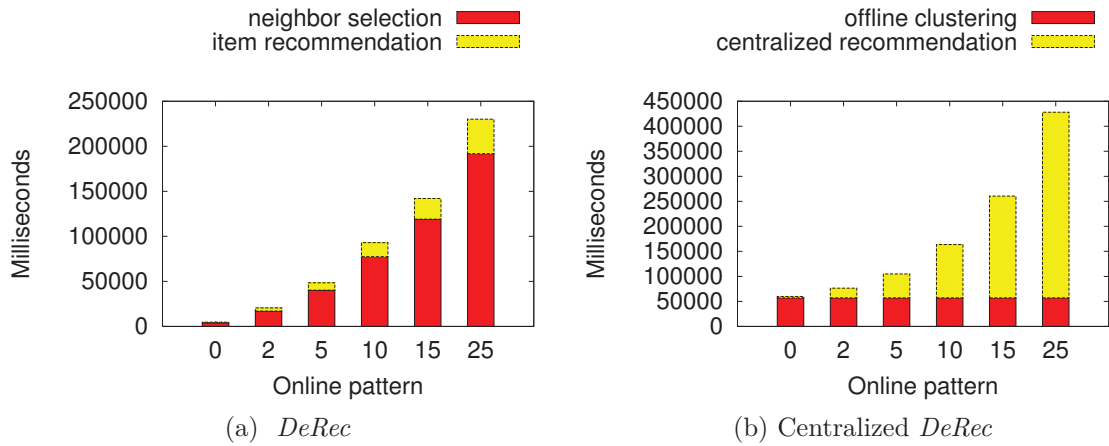 neighbor selection
item recommendation
250000
200000
150000
100000
50000
0
Milliseconds
0 2 5 10 15 25
Online pattern
(a) DeRec
offline clustering
centralized recommendation
450000
400000
350000
300000
250000
200000
150000
100000
50000
0
Milliseconds
0 2 5 10 15 25
Online pattern
(b) Centralized DeRec